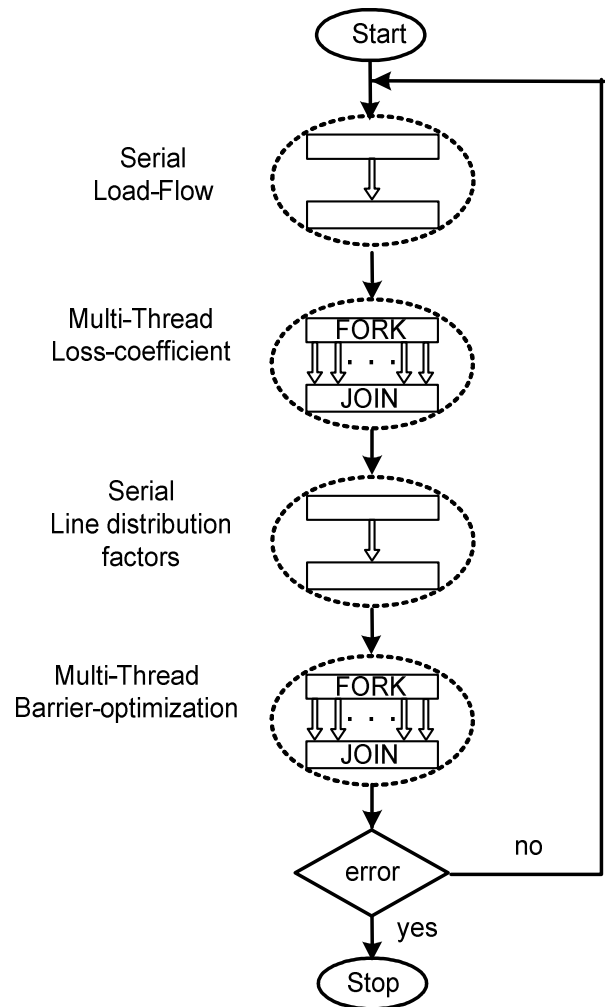 Start
Serial
Load-Flow
Multi-Thread
Loss-coefficient
FORK
. . .
JOIN
Serial
Line distribution
factors
Multi-Thread
Barrier-optimization
FORK
. . .
JOIN
error
no
yes
Stop